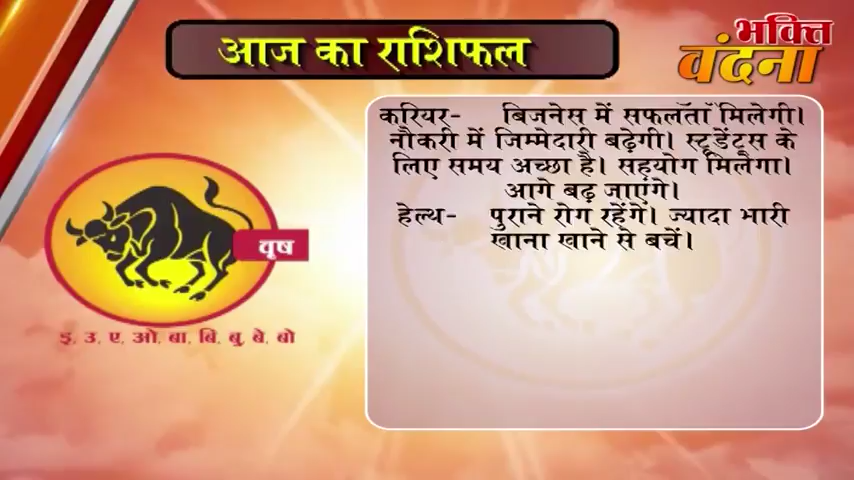 आज का राशिफल
भक्ति
वंदना
करियर- बिजनेस में सफलता मिलेगी।
नौकरी में जिम्मेदारी बढ़ेगी। स्टूडेंट्स के
लिए समय अच्छा है। सहयोग मिलेगा।
आगे बढ़ जाएंगे।
हेल्थ- पुराने रोग रहेंगे। ज्यादा भारी
खाना खाने से बचें।
वृष
इ, उ, ए, ओ, बा, बि, बु, बे, बो